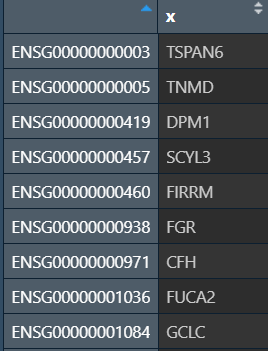 x
ENSG00000000003 TSPAN6
ENSG00000000005 TNMD
ENSG00000000419 DPM1
ENSG00000000457 SCYL3
ENSG00000000460 FIRRM
ENSG00000000938 FGR
ENSG00000000971 CFH
ENSG00000001036 FUCA2
ENSG00000001084 GCLC